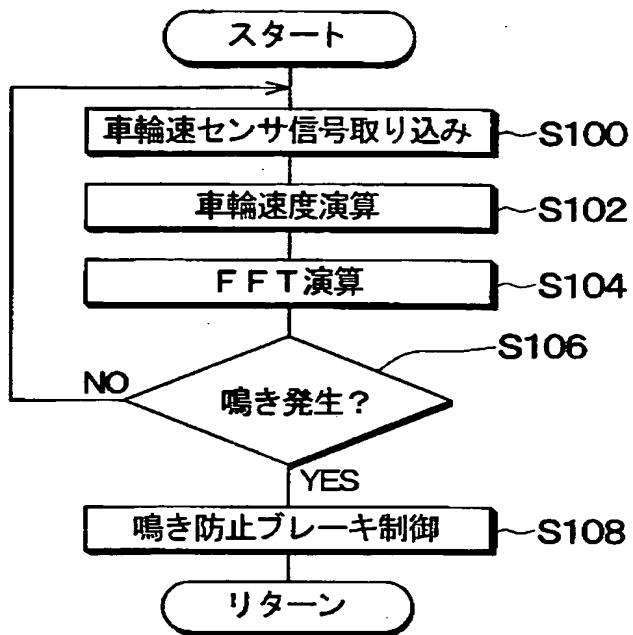 スタート
車輪速センサ信号取り込み S100
車輪速度演算 S102
FFT演算 S104
S106
NO 鳴き発生?
YES
鳴き防止ブレーキ制御 S108
リターン